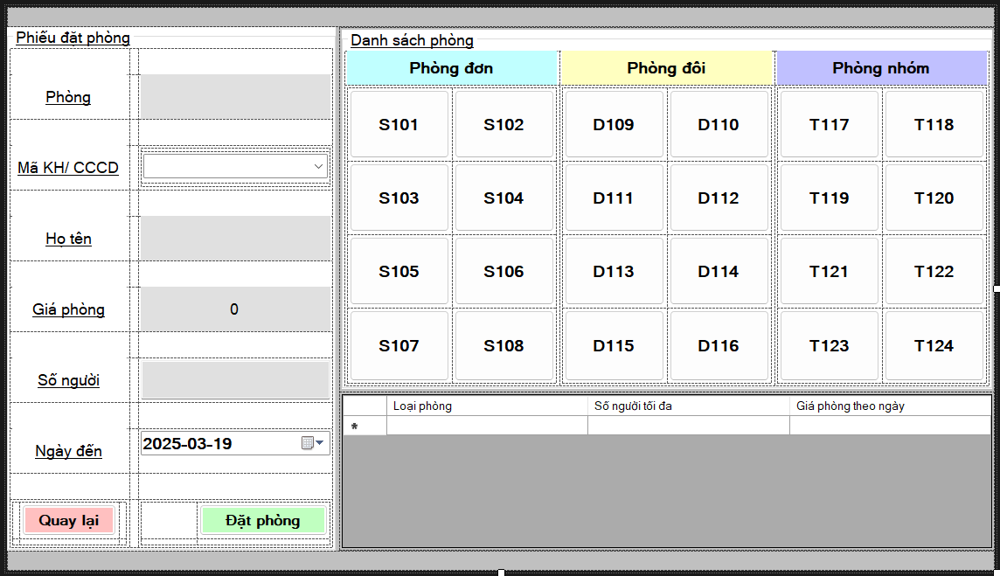 Phiếu đặt phòng
Phòng
Mã KH/ CCCD
Họ tên
Giá phòng
0
Số người
Ngày đến
2025-03-19
Quay lại
Đặt phòng
Danh sách phòng
Phòng đơn
Phòng đôi
Phòng nhóm
S101
S102
D109
D110
T117
T118
S103
S104
D111
D112
T119
T120
S105
S106
D113
D114
T121
T122
S107
S108
D115
D116
T123
T124
Loại phòng
Số người tối đa
Giá phòng theo ngày
*